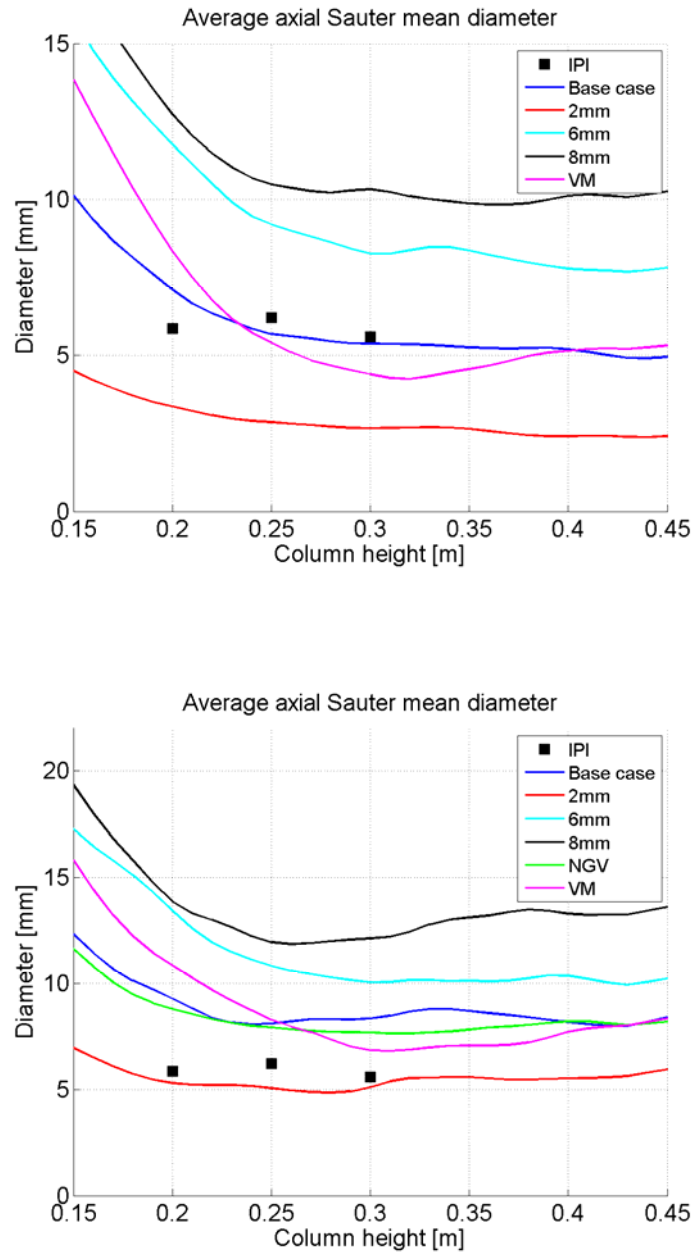 Average axial Sauter mean diameter
15
10
5
0
Diameter [mm]
IPI
Base case
2mm
6mm
8mm
VM
0.15 0.2 0.25 0.3 0.35 0.4 0.45
Column height [m]
Average axial Sauter mean diameter
20
15
10
5
0
Diameter [mm]
IPI
Base case
2mm
6mm
8mm
NGV
VM
0.15 0.2 0.25 0.3 0.35 0.4 0.45
Column height [m]